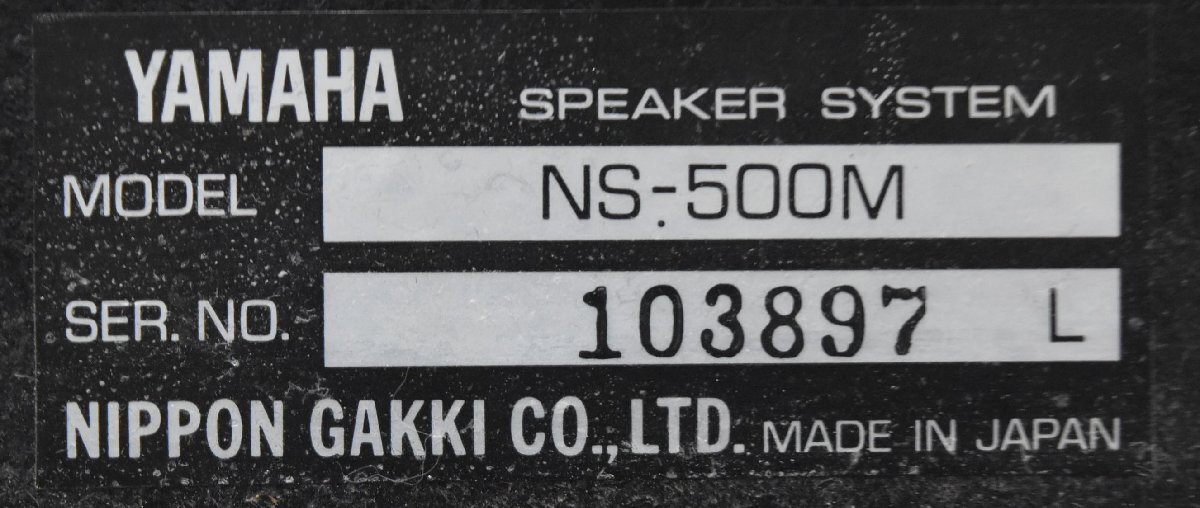 YAMAHA SPEAKER SYSTEM
MODEL NS-500M
SER. NO. 103897 L
NIPPON GAKKI CO., LTD. MADE IN JAPAN